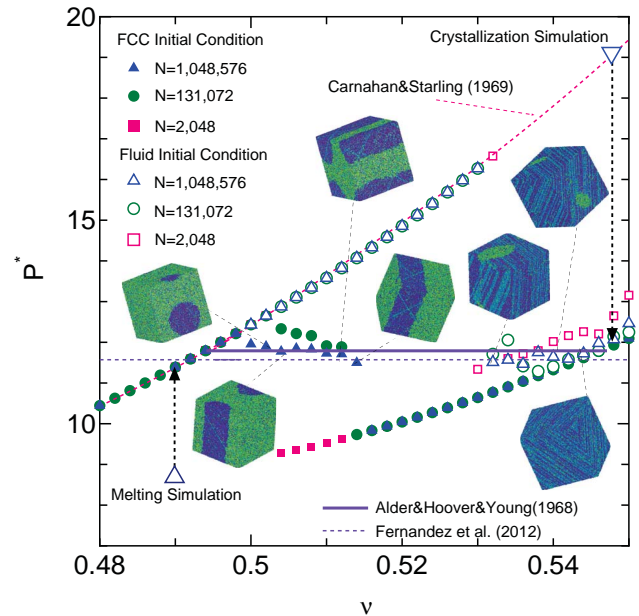 FCC Initial Condition
N=1,048,576
N=131,072
N=2,048
Fluid Initial Condition
N=1,048,576
N=131,072
N=2,048
Crystallization Simulation
Carnahan&Starling (1969)
20
15
10
P*
Melting Simulation
Alder&Hoover&Young(1968)
Fernandez et al. (2012)
0.48
0.5
0.52
0.54
ν